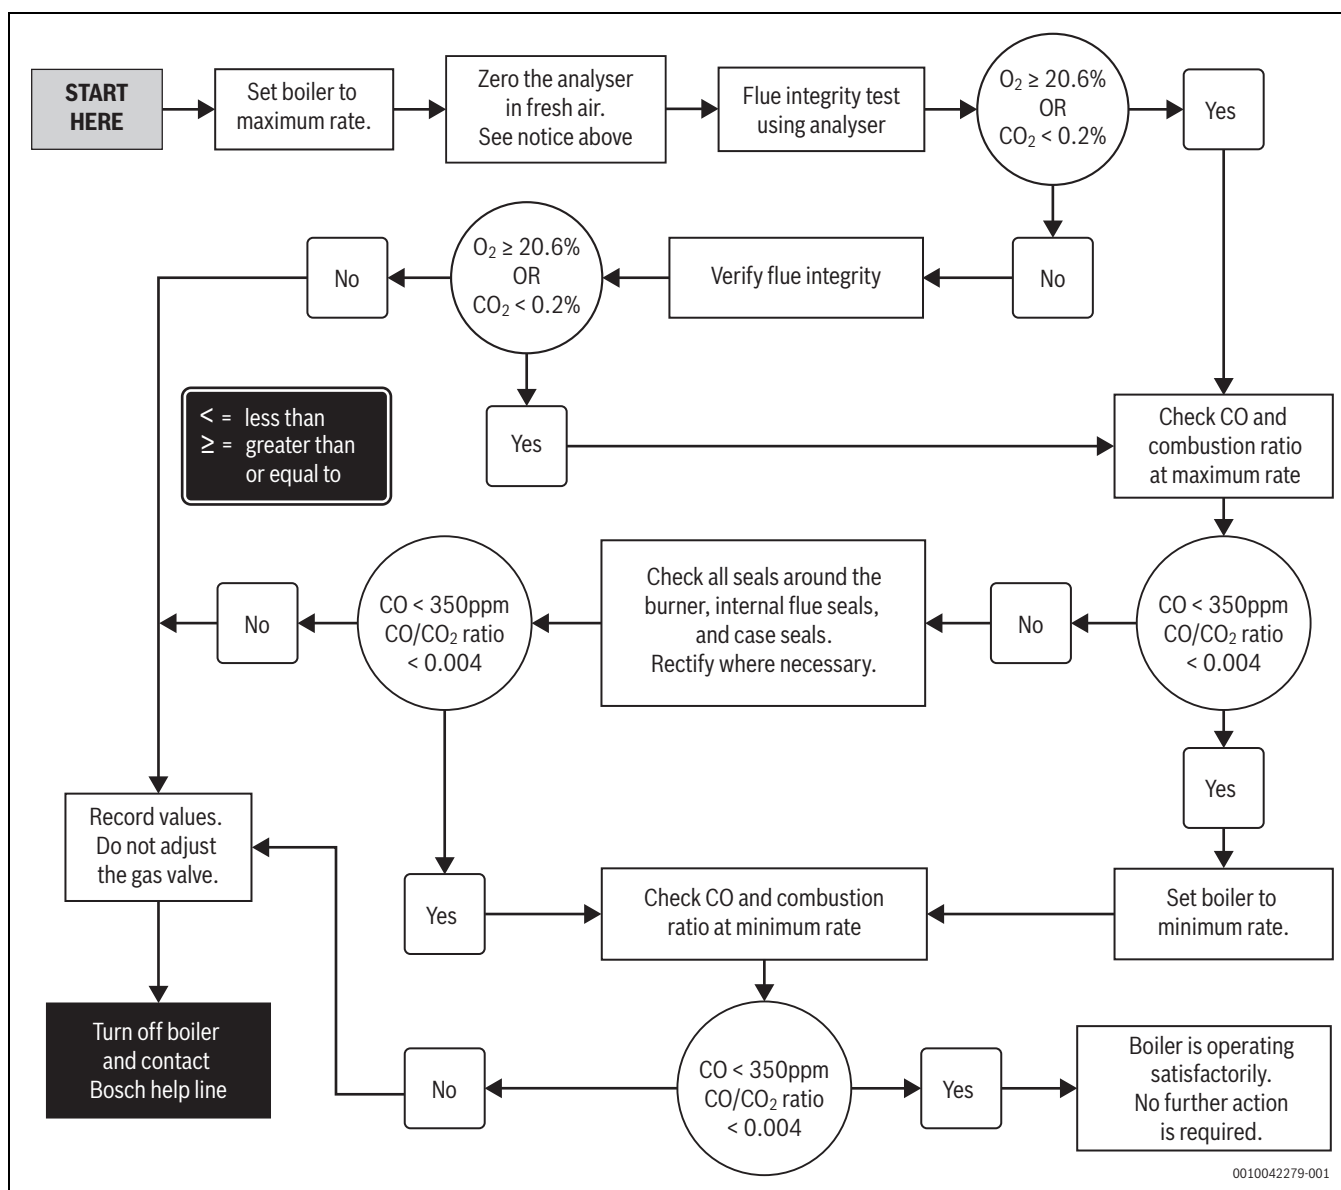 START
HERE
Set boiler to
maximum rate.
Zero the analyser
in fresh air.
See notice above
Flue integrity test
using analyser
O₂ ≥ 20.6%
OR
CO₂ < 0.2%
Yes
No
Verify flue integrity
O₂ ≥ 20.6%
OR
CO₂ < 0.2%
No
Yes
< = less than
≥ = greater than
or equal to
Check CO and
combustion ratio
at maximum rate
CO < 350ppm
CO/CO₂ ratio
< 0.004
No
Check all seals around the
burner, internal flue seals,
and case seals.
Rectify where necessary.
CO < 350ppm
CO/CO₂ ratio
< 0.004
No
Yes
Yes
Set boiler to
minimum rate.
Check CO and combustion
ratio at minimum rate
Record values.
Do not adjust
the gas valve.
Turn off boiler
and contact
Bosch help line
No
CO < 350ppm
CO/CO₂ ratio
< 0.004
Yes
Boiler is operating
satisfactorily.
No further action
is required.
0010042279-001